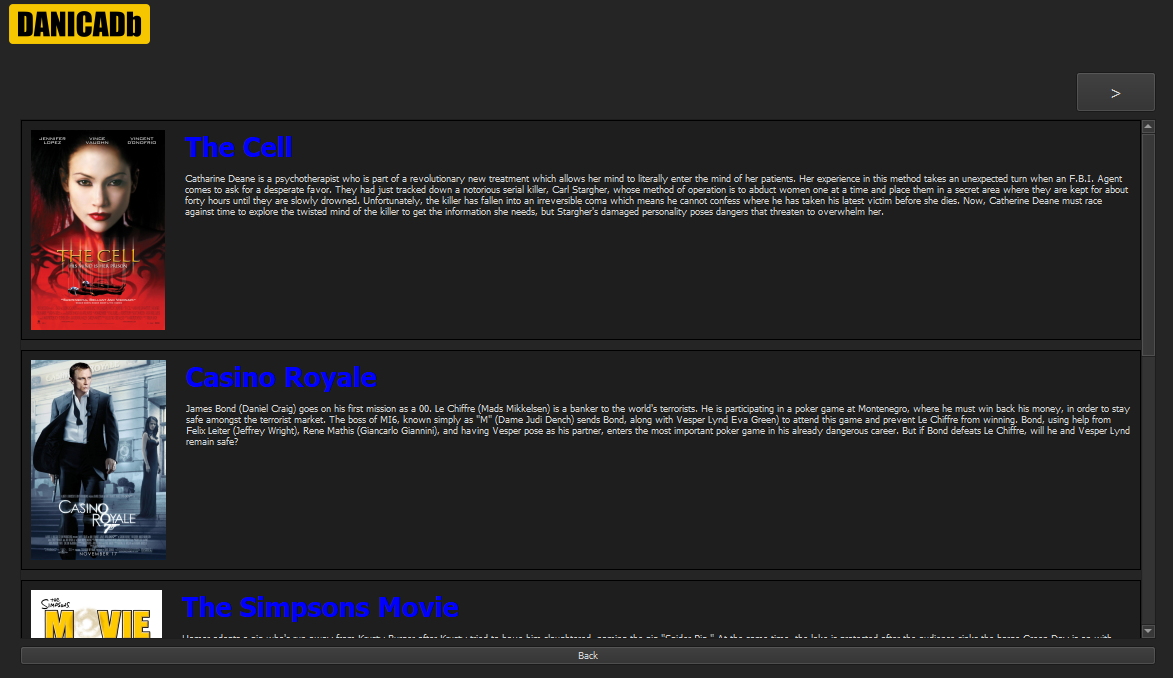 DANICADb
>
JENNIFER LOPEZ VINCE VAUGHN VINCENT D'ONOFRIO
The Cell
Catharine Deane is a psychotherapist who is part of a revolutionary new treatment which allows her mind to literally enter the mind of her patients. Her experience in this method takes an unexpected turn when an F.B.I. Agent
comes to ask for a desperate favor. They had just tracked down a notorious serial killer, Carl Stargher, whose method of operation is to abduct women one at a time and place them in a secret area where they are kept for about
forty hours until they are slowly drowned. Unfortunately, the killer has fallen into an irreversible coma which means he cannot confess where he has taken his latest victim before she dies. Now, Catherine Deane must race
against time to explore the twisted mind of the killer to get the information she needs, but Stargher's damaged personality poses dangers that threaten to overwhelm her.
THE CELL
Casino Royale
James Bond (Daniel Craig) goes on his first mission as a 00. Le Chiffre (Mads Mikkelsen) is a banker to the world's terrorists. He is participating in a poker game at Montenegro, where he must win back his money, in order to stay
safe amongst the terrorist market. The boss of MI6, known simply as "M" (Dame Judi Dench) sends Bond, along with Vesper Lynd Eva Green) to attend this game and prevent Le Chiffre from winning. Bond, using help from
Felix Leiter (Jeffrey Wright), Rene Mathis (Giancarlo Giannini), and having Vesper pose as his partner, enters the most important poker game in his already dangerous career. But if Bond defeats Le Chiffre, will he and Vesper Lynd
remain safe?
CASINO
ROYALE
NOVEMBER 17
The Simpsons Movie
THE
SIMPSONS
MOVIE
Back